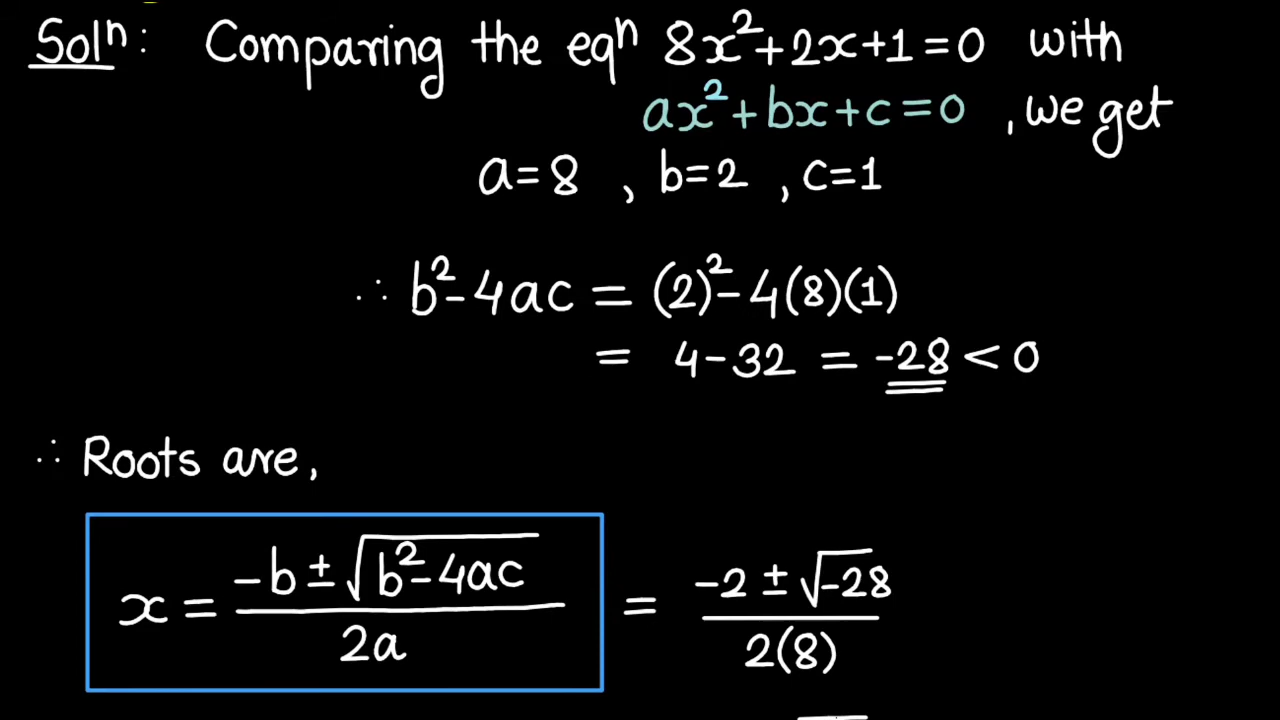 Solⁿ: Comparing the eqⁿ 8x²+2x+1=0 with
ax²+bx+c=0, we get
a=8, b=2, c=1
∴ b²-4ac = (2)²-4(8)(1)
= 4-32 = -28 < 0
∴ Roots are,
x = (-b ± √(b²-4ac))/(2a) = (-2 ± √(-28))/(2(8))